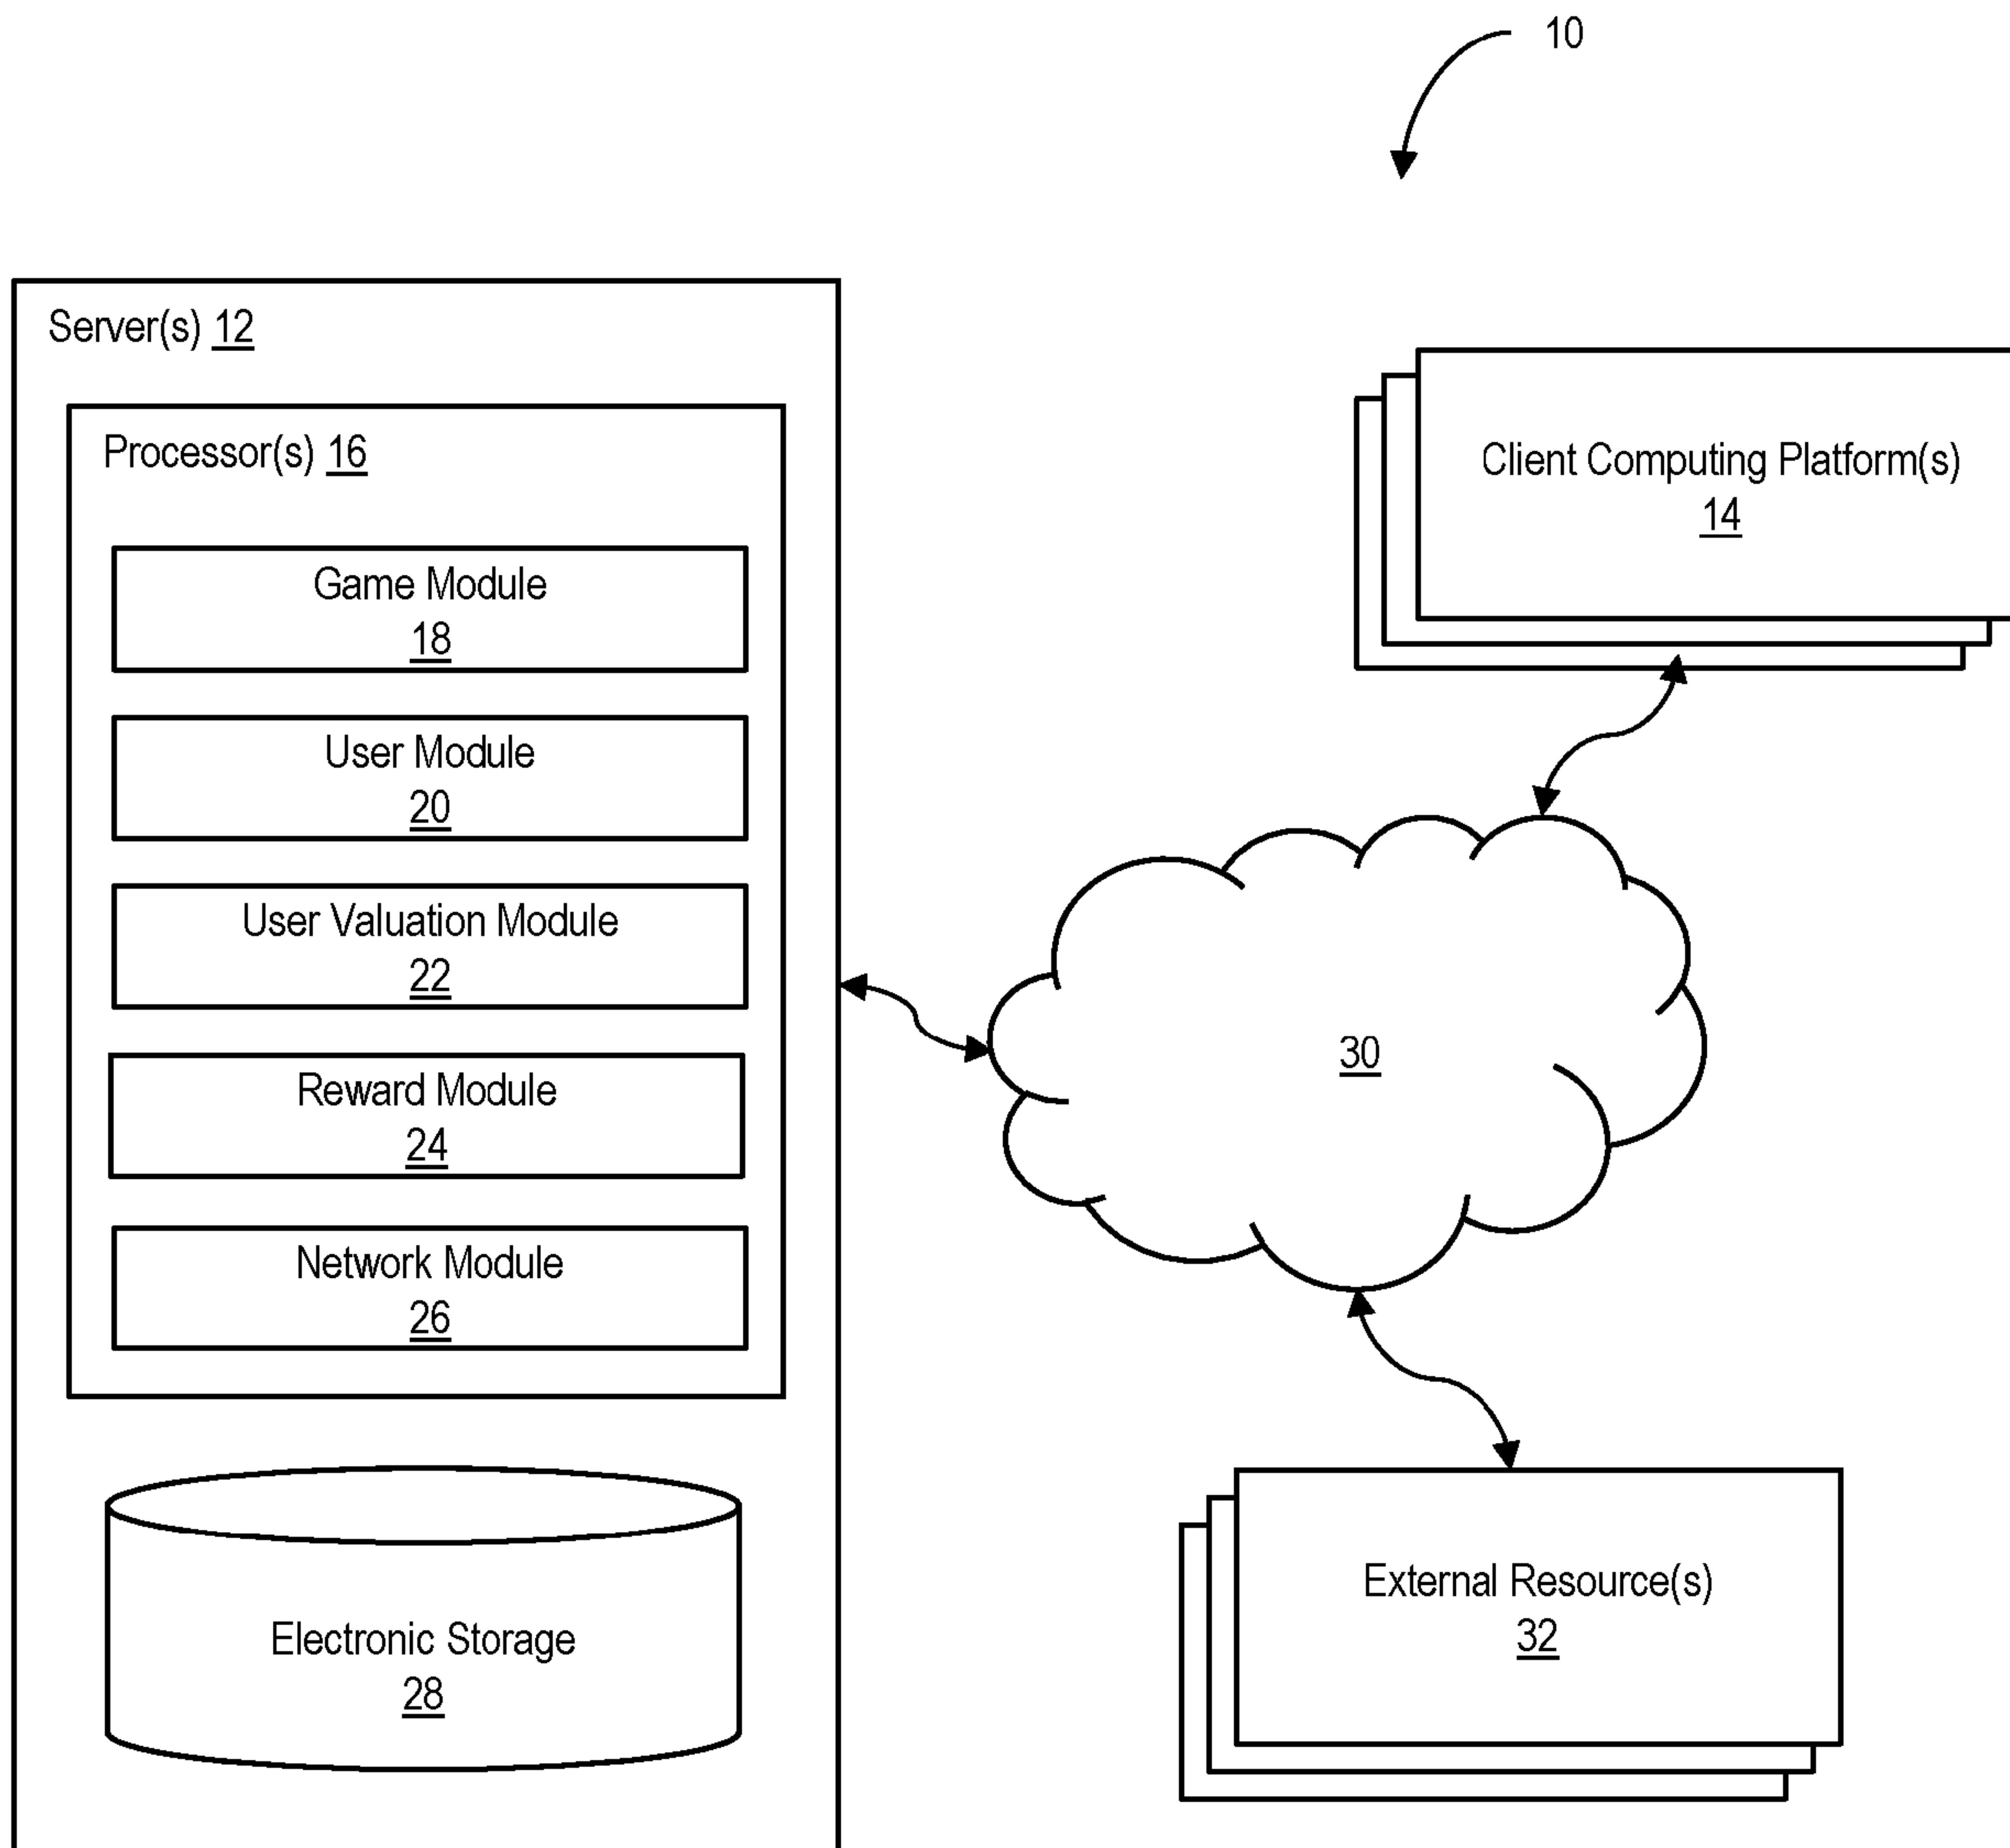 10
Server(s) 12
Processor(s) 16
Game Module
18
User Module
20
User Valuation Module
22
Reward Module
24
Network Module
26
Electronic Storage
28
Client Computing Platform(s)
14
30
External Resource(s)
32